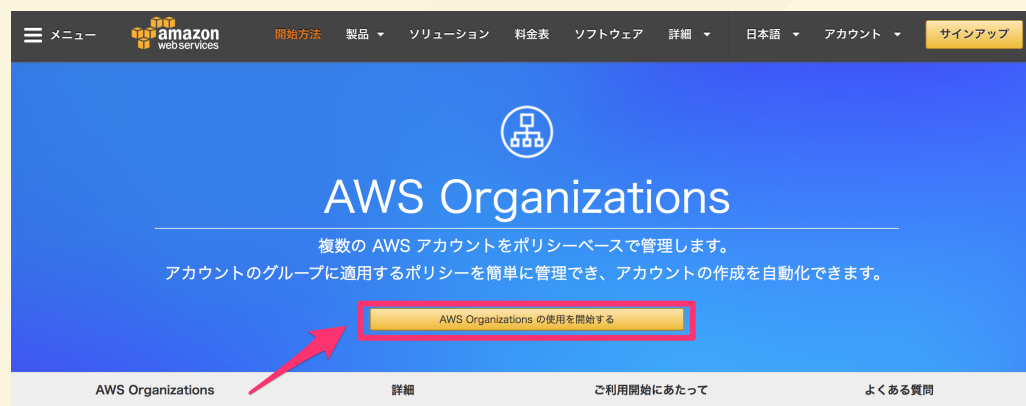 メニュー
amazon
web services
開始方法
製品
ソリューション
料金表
ソフトウェア
詳細
日本語
アカウント
サインアップ
AWS Organizations
複数の AWS アカウントをポリシーベースで管理します。
アカウントのグループに適用するポリシーを簡単に管理でき、アカウントの作成を自動化できます。
AWS Organizations の使用を開始する
AWS Organizations
詳細
ご利用開始にあたって
よくある質問